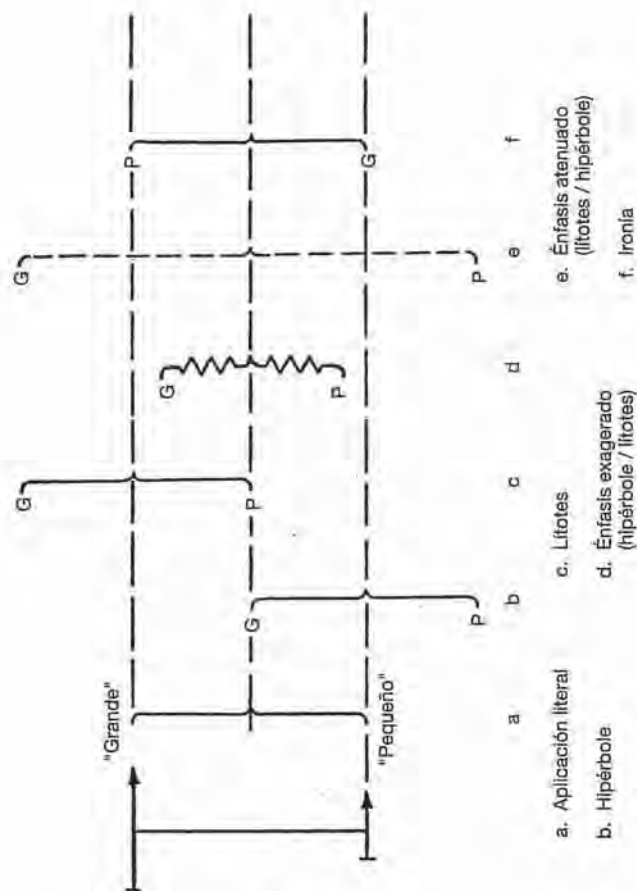 "Grande"
"Pequeño"
G
P
G
P
G
P
G
P
P
G
a
b
c
d
e
f
a. Aplicación literal
b. Hipérbole
c. Lítotes
d. Énfasis exagerado
(hipérbole / lítotes)
e. Énfasis atenuado
(lítotes / hipérbole)
f. Ironía